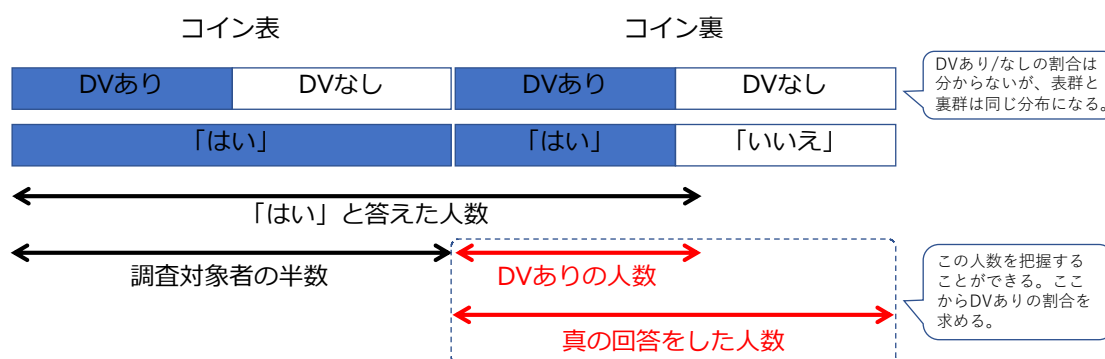 コイン表
コイン裏
DVあり
DVなし
DVあり
DVなし
DVあり/なしの割合は
分からないが、表群と
裏群は同じ分布になる。
「はい」
「はい」
「いいえ」
「はい」と答えた人数
調査対象者の半数
DVありの人数
真の回答をした人数
この人数を把握する
ことができる。ここ
からDVありの割合を
求める。